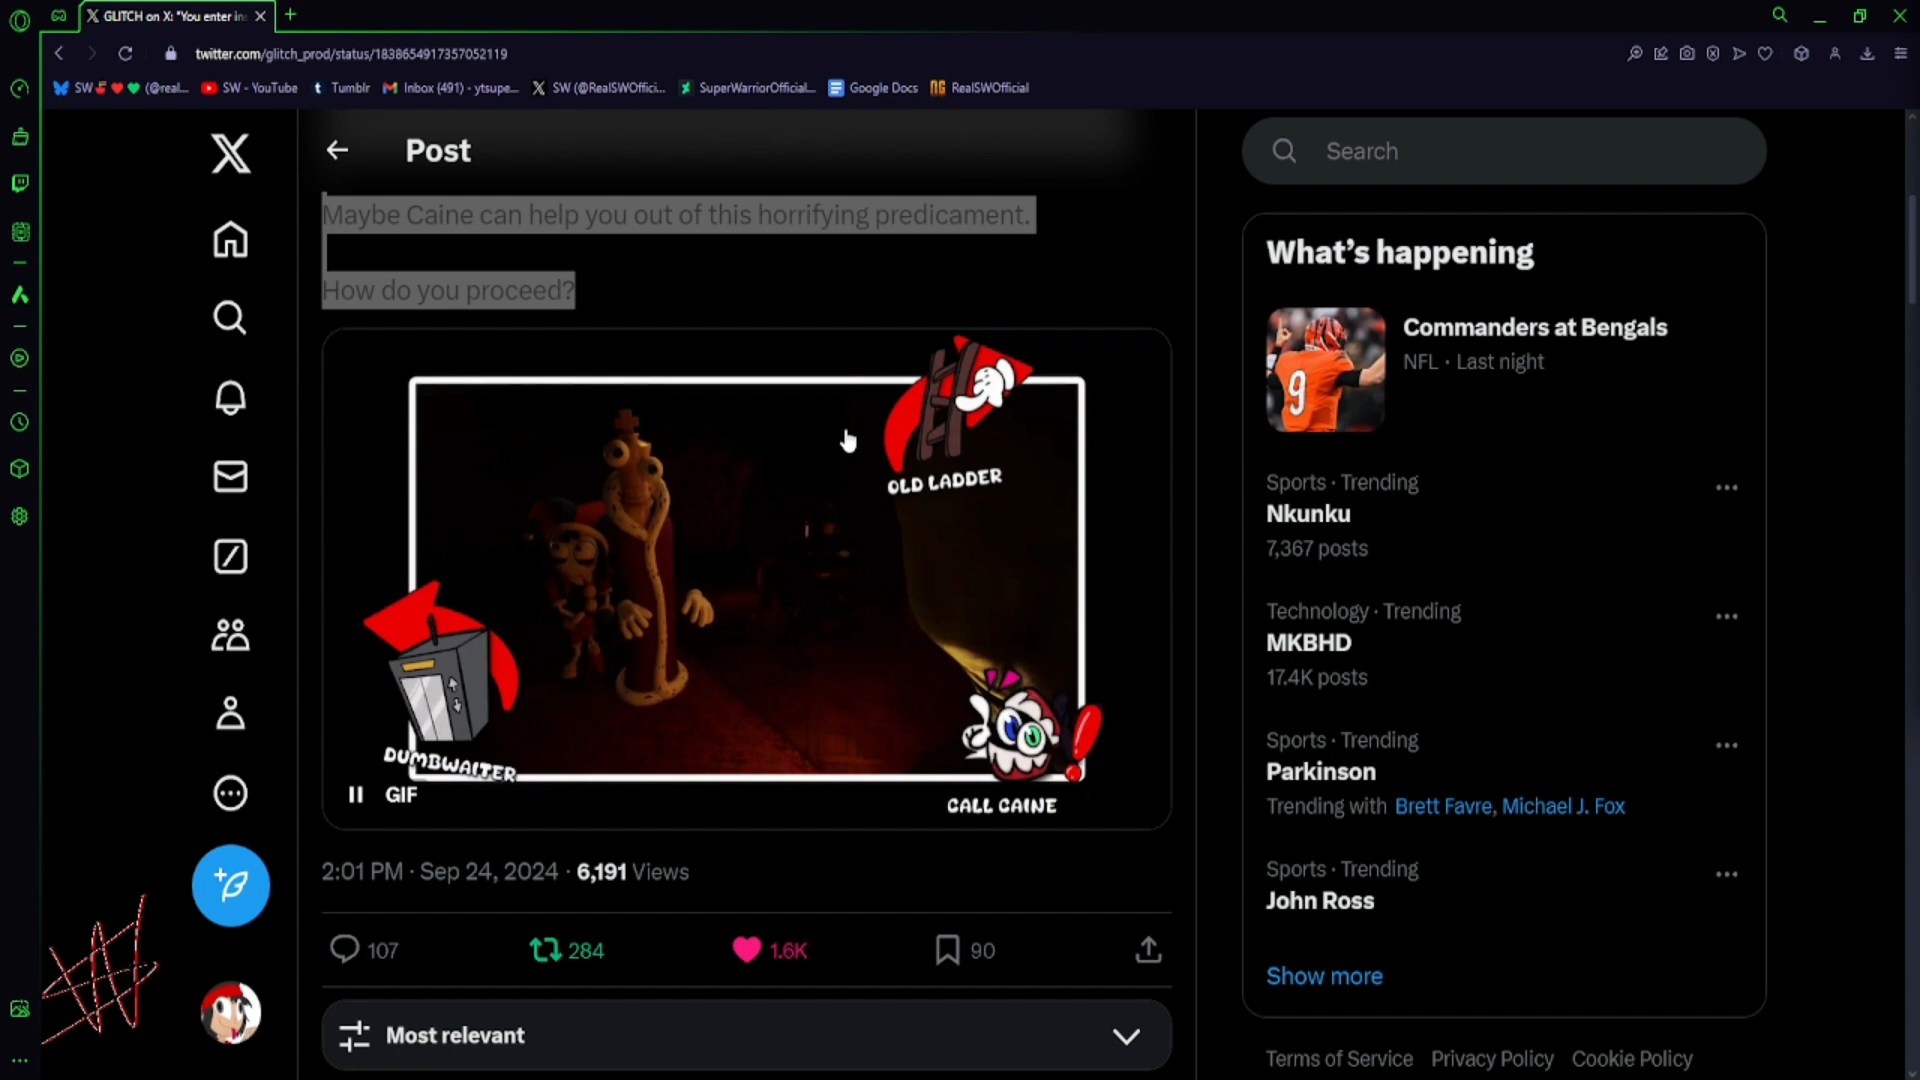 GLITCH on X: "You enter in
twitter.com/glitch_prod/status/1838654917357052119
SW (@real...
SW - YouTube
Tumblr
Inbox (491) - ytsupe...
SW (@RealSWOffici...
SuperWarriorOfficial...
Google Docs
RealSWOfficial
Post
Search
Maybe Caine can help you out of this horrifying predicament.
How do you proceed?
What's happening
Commanders at Bengals
NFL · Last night
9
OLD LADDER
Sports · Trending
Nkunku
7,367 posts
Technology · Trending
MKBHD
17.4K posts
DUMBWAITER
GIF
CALL CAINE
Sports · Trending
Parkinson
Trending with Brett Favre, Michael J. Fox
2:01 PM · Sep 24, 2024 · 6,191 Views
Sports · Trending
John Ross
107
284
1.6K
90
Show more
Most relevant
Terms of Service Privacy Policy Cookie Policy